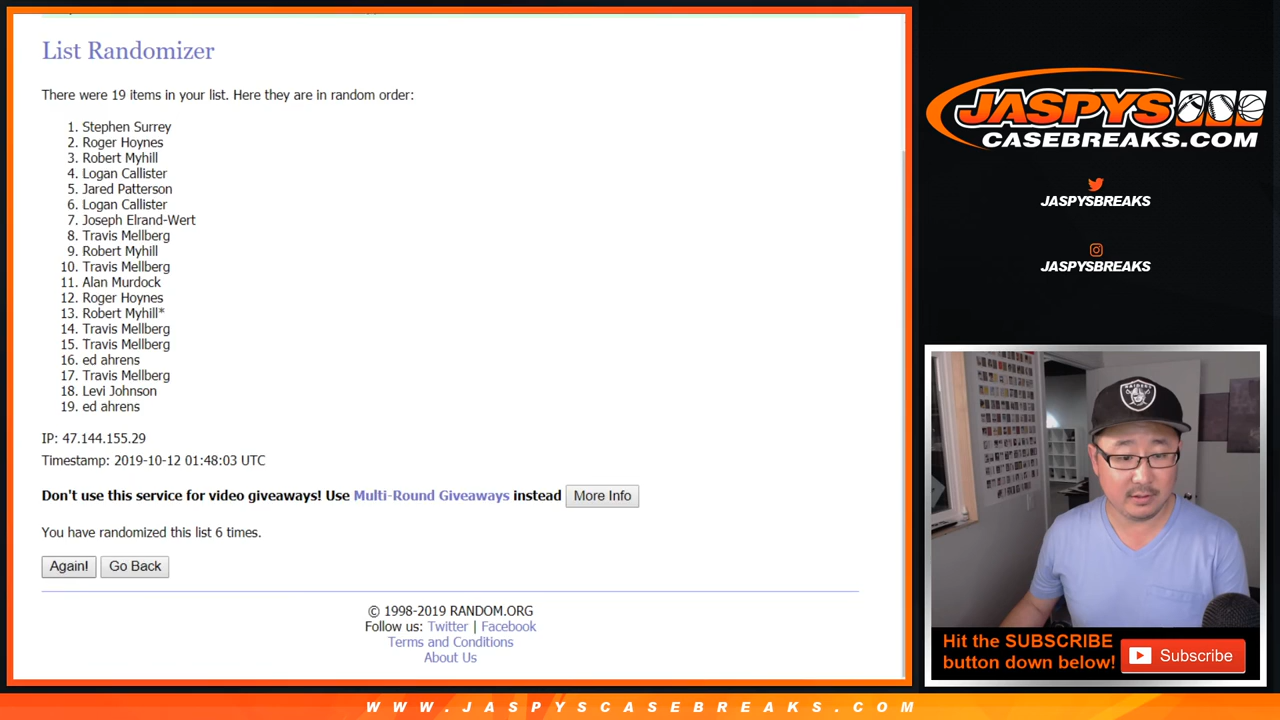 List Randomizer
There were 19 items in your list. Here they are in random order:
1. Stephen Surrey
2. Roger Hoynes
3. Robert Myhill
4. Logan Callister
5. Jared Patterson
6. Logan Callister
7. Joseph Elrand-Wert
8. Travis Mellberg
9. Robert Myhill
10. Travis Mellberg
11. Alan Murdock
12. Roger Hoynes
13. Robert Myhill*
14. Travis Mellberg
15. Travis Mellberg
16. ed ahrens
17. Travis Mellberg
18. Levi Johnson
19. ed ahrens
IP: 47.144.155.29
Timestamp: 2019-10-12 01:48:03 UTC
Don't use this service for video giveaways! Use Multi-Round Giveaways instead More Info
You have randomized this list 6 times.
Again! Go Back
© 1998-2019 RANDOM.ORG
Follow us: Twitter | Facebook
Terms and Conditions
About Us
JASPYS
CASEBREAKS.COM
JASPYSBREAKS
JASPYSBREAKS
RAIDERS
Hit the SUBSCRIBE
button down below!
Subscribe
WWW.JASPYSCASEBREAKS.COM